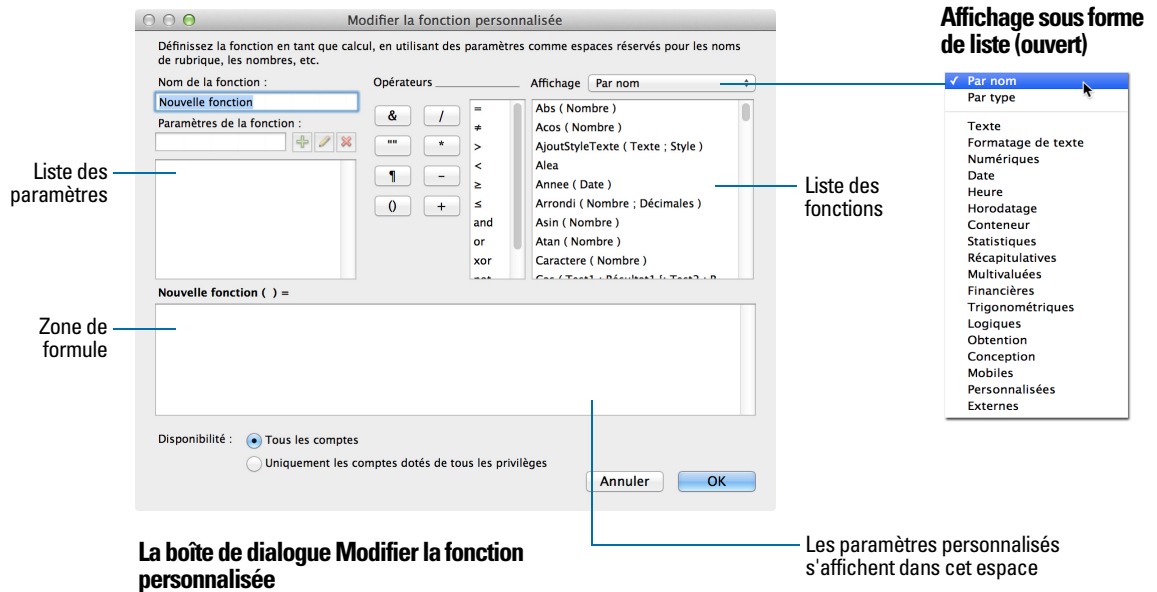 Modifier la fonction personnalisée
Définissez la fonction en tant que calcul, en utilisant des paramètres comme espaces réservés pour les noms
de rubrique, les nombres, etc.
Nom de la fonction :
Nouvelle fonction
Paramètres de la fonction :
Opérateurs
&
/
""
*
¶
-
()
+
=
≠
>
<
≥
≤
and
or
xor
not
Affichage
Par nom
Abs ( Nombre )
Acos ( Nombre )
AjoutStyleTexte ( Texte ; Style )
Alea
Annee ( Date )
Arrondi ( Nombre ; Décimales )
Asin ( Nombre )
Atan ( Nombre )
Caractere ( Nombre )
Cas ( Test1 ; Résultat1 {; Test2 ; R
Nouvelle fonction ( ) =
Disponibilité :
Tous les comptes
Uniquement les comptes dotés de tous les privilèges
Annuler
OK
Liste des
paramètres
Zone de
formule
Liste des
fonctions
Affichage sous forme
de liste (ouvert)
✓ Par nom
Par type
Texte
Formatage de texte
Numériques
Date
Heure
Horodatage
Conteneur
Statistiques
Récapitulatives
Multivaluées
Financières
Trigonométriques
Logiques
Obtention
Conception
Mobiles
Personnalisées
Externes
La boîte de dialogue Modifier la fonction
personnalisée
Les paramètres personnalisés
s'affichent dans cet espace